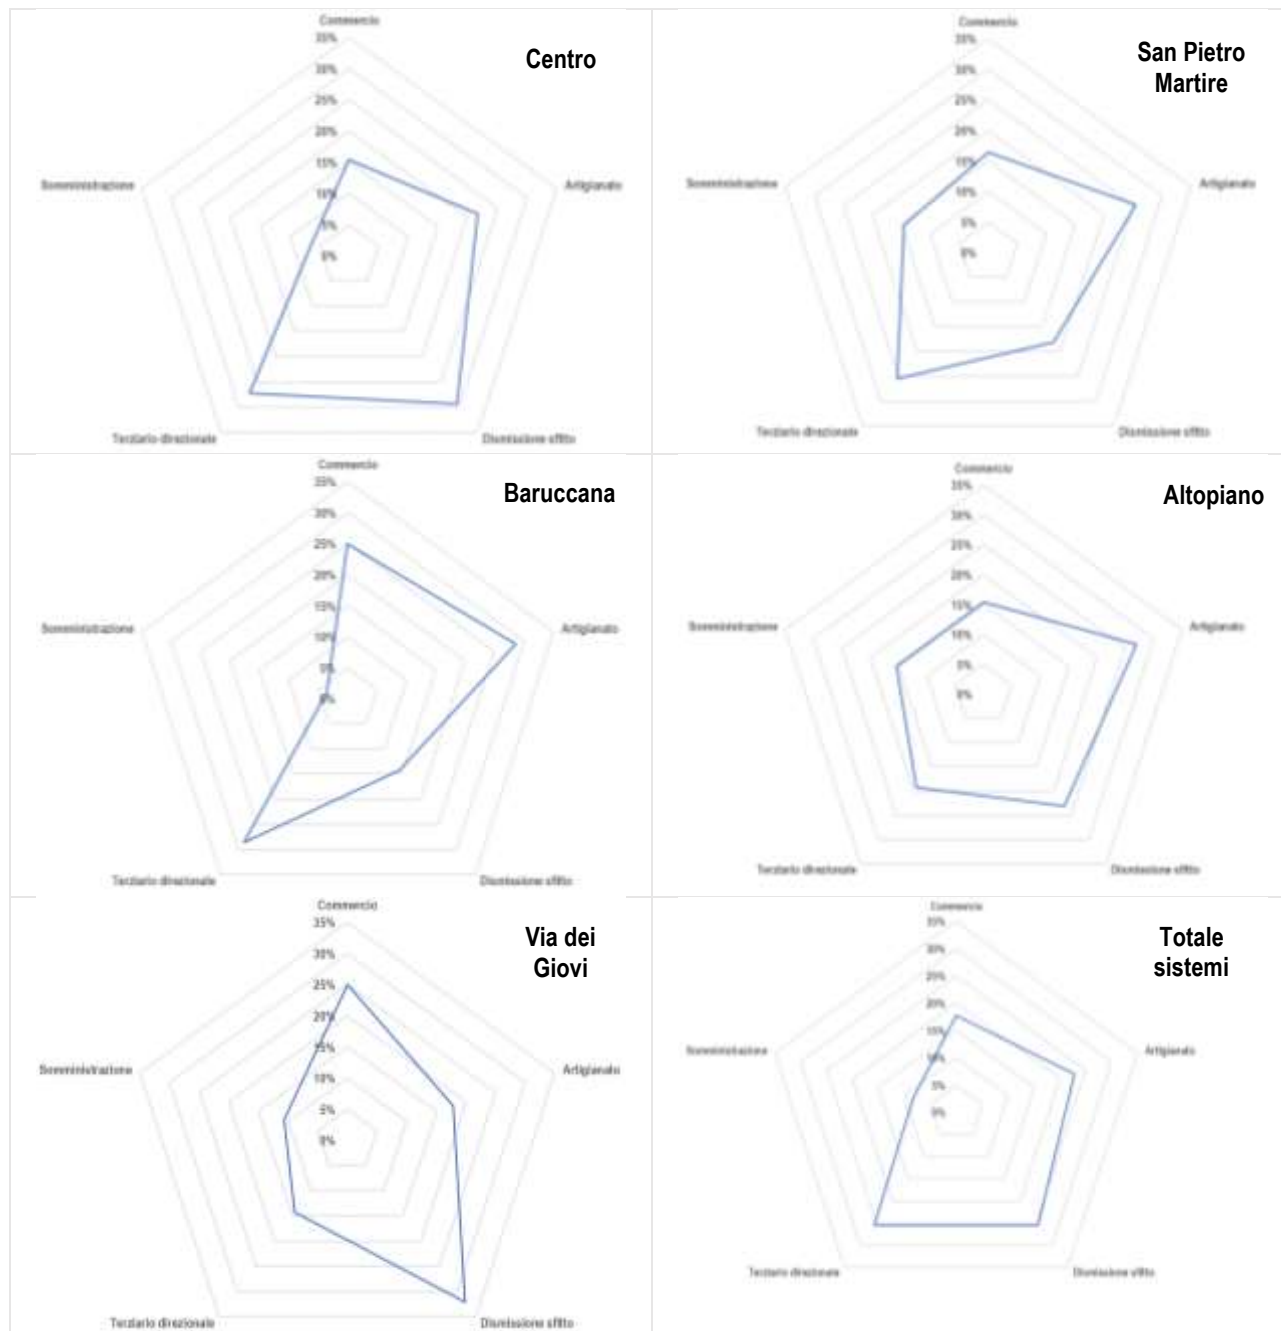 Commercio
35%
30%
25%
20%
15%
10%
5%
0%
Centro
Somministrazione
Artigianato
Terziario direzionale
Dismissione sfitto
Commercio
35%
30%
25%
20%
15%
10%
5%
0%
San Pietro
Martire
Somministrazione
Artigianato
Terziario direzionale
Dismissione sfitto
Commercio
35%
30%
25%
20%
15%
10%
5%
0%
Baruccana
Somministrazione
Artigianato
Terziario direzionale
Dismissione sfitto
Commercio
35%
30%
25%
20%
15%
10%
5%
0%
Altopiano
Somministrazione
Artigianato
Terziario direzionale
Dismissione sfitto
Commercio
35%
30%
25%
20%
15%
10%
5%
0%
Via dei
Giovi
Somministrazione
Artigianato
Terziario direzionale
Dismissione sfitto
Commercio
35%
30%
25%
20%
15%
10%
5%
0%
Totale
sistemi
Somministrazione
Artigianato
Terziario direzionale
Dismissione sfitto